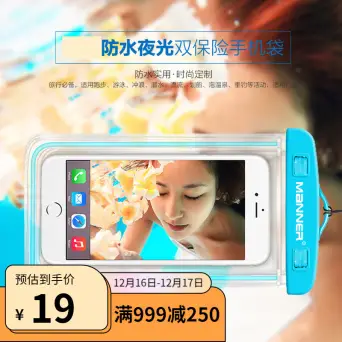 防水夜光双保险手机袋
防水实用·时尚定制
MANNER®
预估到手价
¥ 19
12月16日-12月17日
满999减250